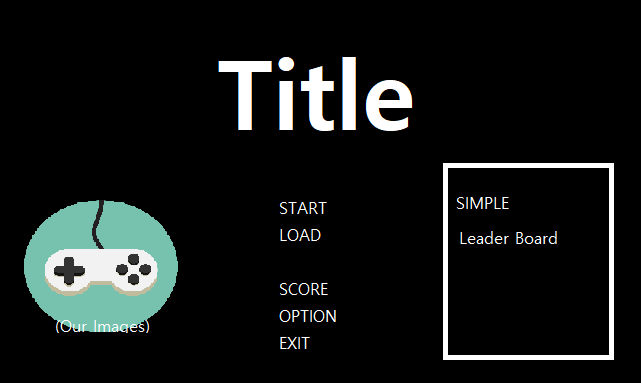 Title
START
LOAD
SCORE
OPTION
EXIT
SIMPLE
Leader Board
(Our Images)